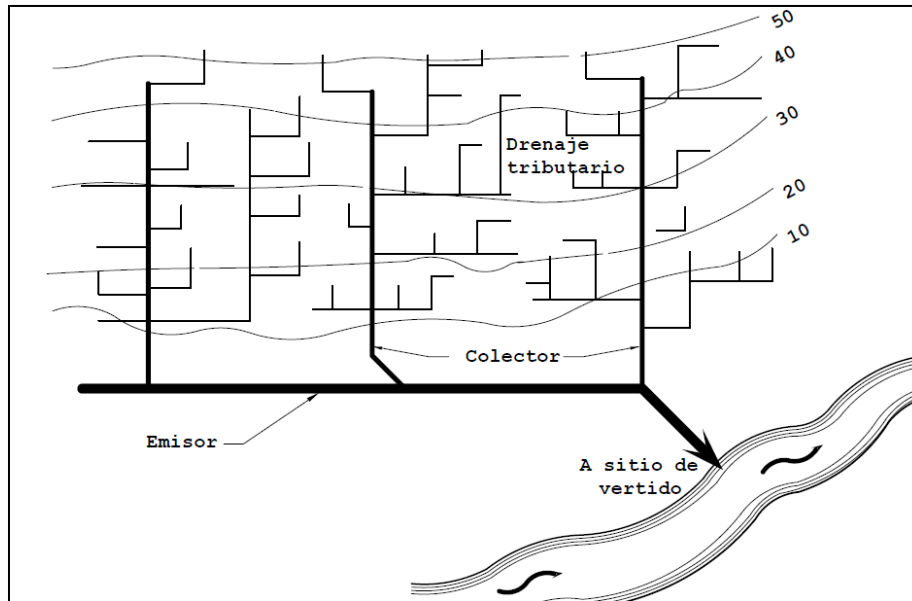 50
40
30
Drenaje
tributario
20
10
Colector
Emisor
A sitio de
vertido